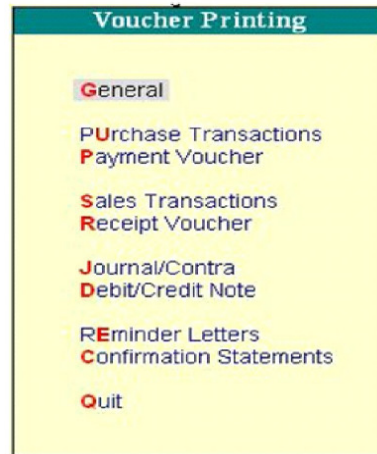 Voucher Printing
General
PUrchase Transactions
Payment Voucher
Sales Transactions
Receipt Voucher
Journal/Contra
Debit/Credit Note
REminder Letters
Confirmation Statements
Quit